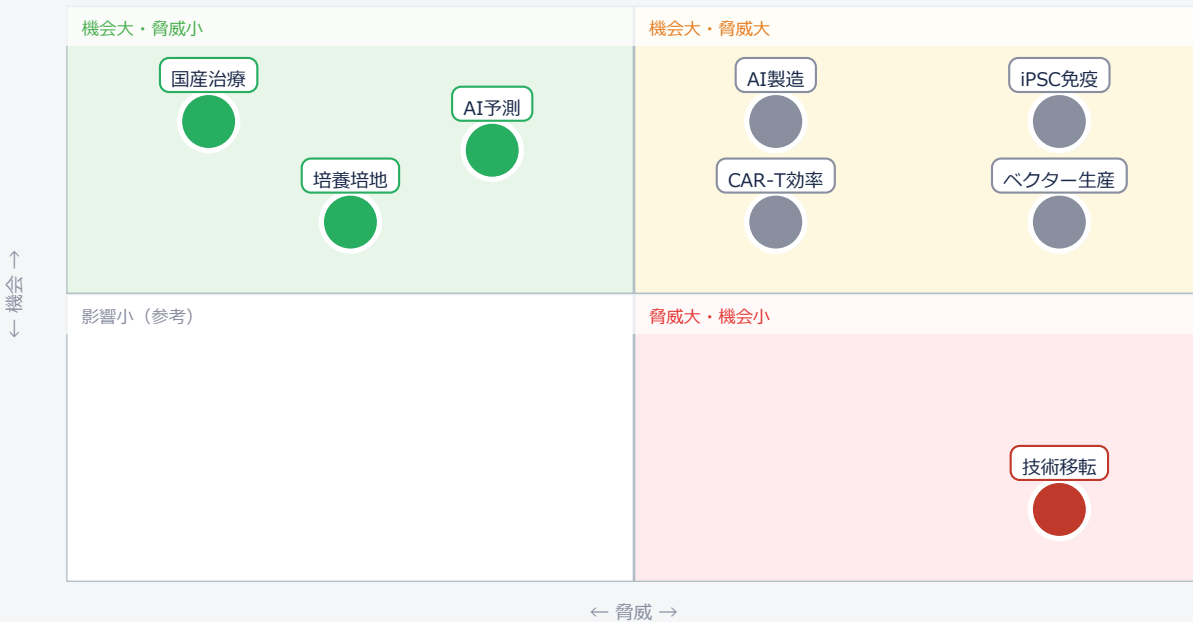 機会大・脅威小
機会大・脅威大
国産治療
AI予測
AI製造
iPSC免疫
培養培地
CAR-T効率
ベクター生産
← 機会 →
影響小（参考）
脅威大・機会小
技術移転
← 脅威 →